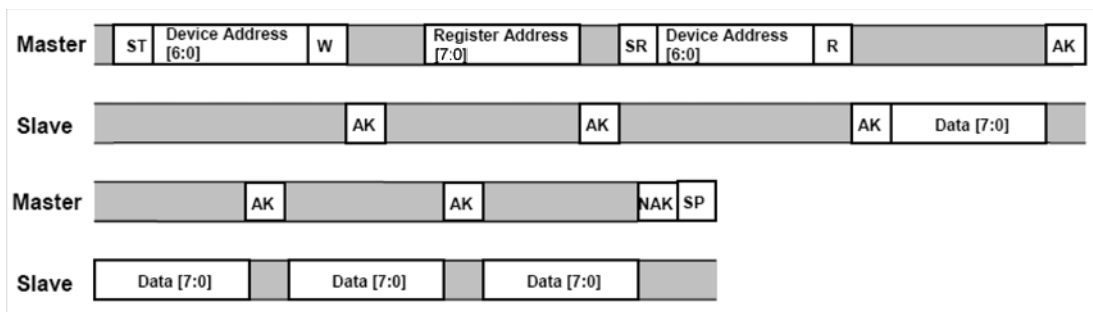 Master ST Device Address W Register Address SR Device Address R AK
[6:0] [7:0] [6:0]
Slave AK AK AK Data [7:0]
Master AK AK NAK SP
Slave Data [7:0] Data [7:0] Data [7:0]